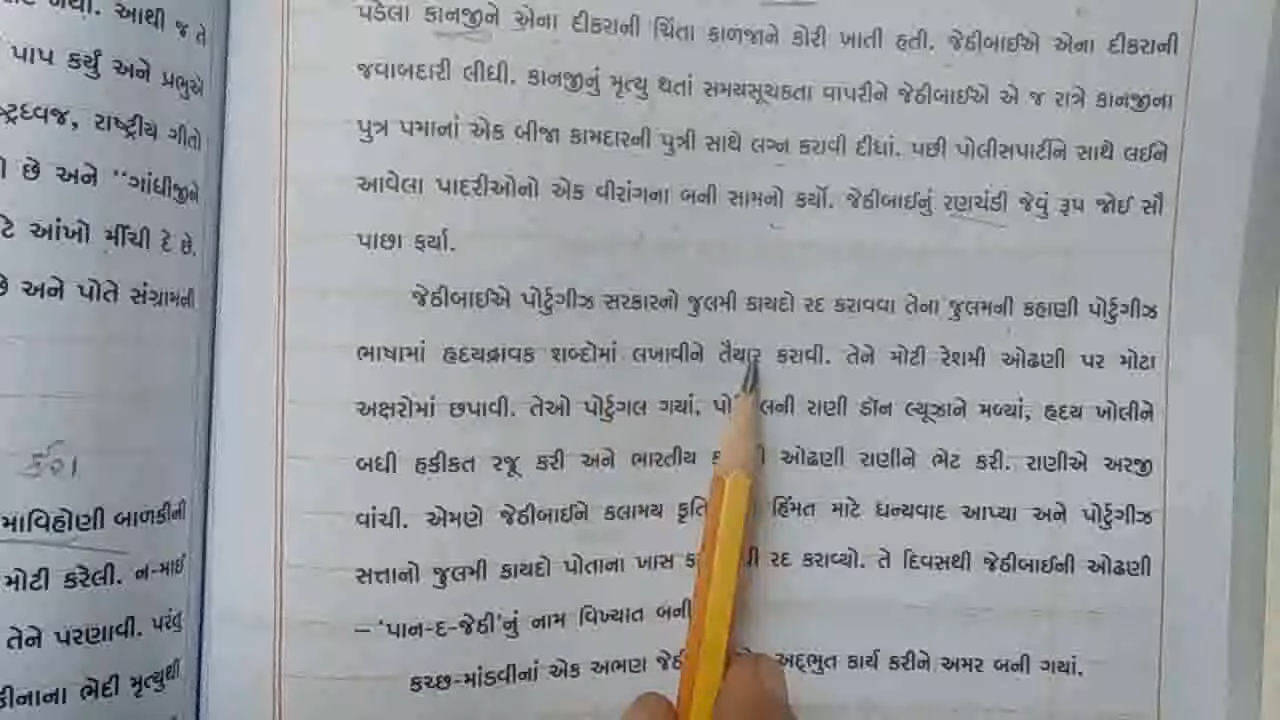 આથી જ તે
પાપ કર્યું અને પ્રભુએ
રાષ્ટ્રીય ગીતો
છે અને “ગાંધીજીને
આંખો મીંચી દે છે.
અને પોતે સંગ્રામની
માવિહોણી બાળકીની
મોટી કરેલી. ન-માઈ
તેને પરણાવી. પરંતુ
ભેદી મૃત્યુથી
પડેલા કાનજીને એના દીકરાની ચિંતા કાળજાને કોરી ખાતી હતી. જેઠીબાઈએ એના દીકરાની
જવાબદારી લીધી. કાનજીનું મૃત્યુ થતાં સમયસૂચકતા વાપરીને જેઠીબાઈએ એ જ રાત્રે કાનજીના
પુત્ર પમાનાં એક બીજા કામદારની પુત્રી સાથે લગ્ન કરાવી દીધાં. પછી પોલીસપાર્ટીને સાથે લઈને
આવેલા પાદરીઓનો એક વીરાંગના બની સામનો કર્યો. જેઠીબાઈનું રણચંડી જેવું રૂપ જોઈ સૌ
પાછા ફર્યા.
જેઠીબાઈએ પોર્ટુગીઝ સરકારનો જુલમી કાયદો રદ કરાવવા તેના જુલમની કહાણી પોર્ટુગીઝ
ભાષામાં હૃદયદ્રાવક શબ્દોમાં લખાવીને તૈયાર કરાવી. તેને મોટી રેશમી ઓઢણી પર મોટા
અક્ષરોમાં છપાવી. તેઓ પોર્ટુગલ ગયાં, રાણી ડૉન લ્યૂઝાને મળ્યાં, હૃદય ખોલીને
બધી હકીકત રજૂ કરી અને ભારતીય ઓઢણી રાણીને ભેટ કરી. રાણીએ અરજી
વાંચી. એમણે જેઠીબાઈને કલામય હિંમત માટે ધન્યવાદ આપ્યા અને પોર્ટુગીઝ
સત્તાનો જુલમી કાયદો પોતાના ખાસ રદ કરાવ્યો. તે દિવસથી જેઠીબાઈની ઓઢણી
– ‘પાન-દ-જેઠી’નું નામ વિખ્યાત બની
કચ્છ-માંડવીનાં એક અભણ અદ્ભુત કાર્ય કરીને અમર બની ગયાં.